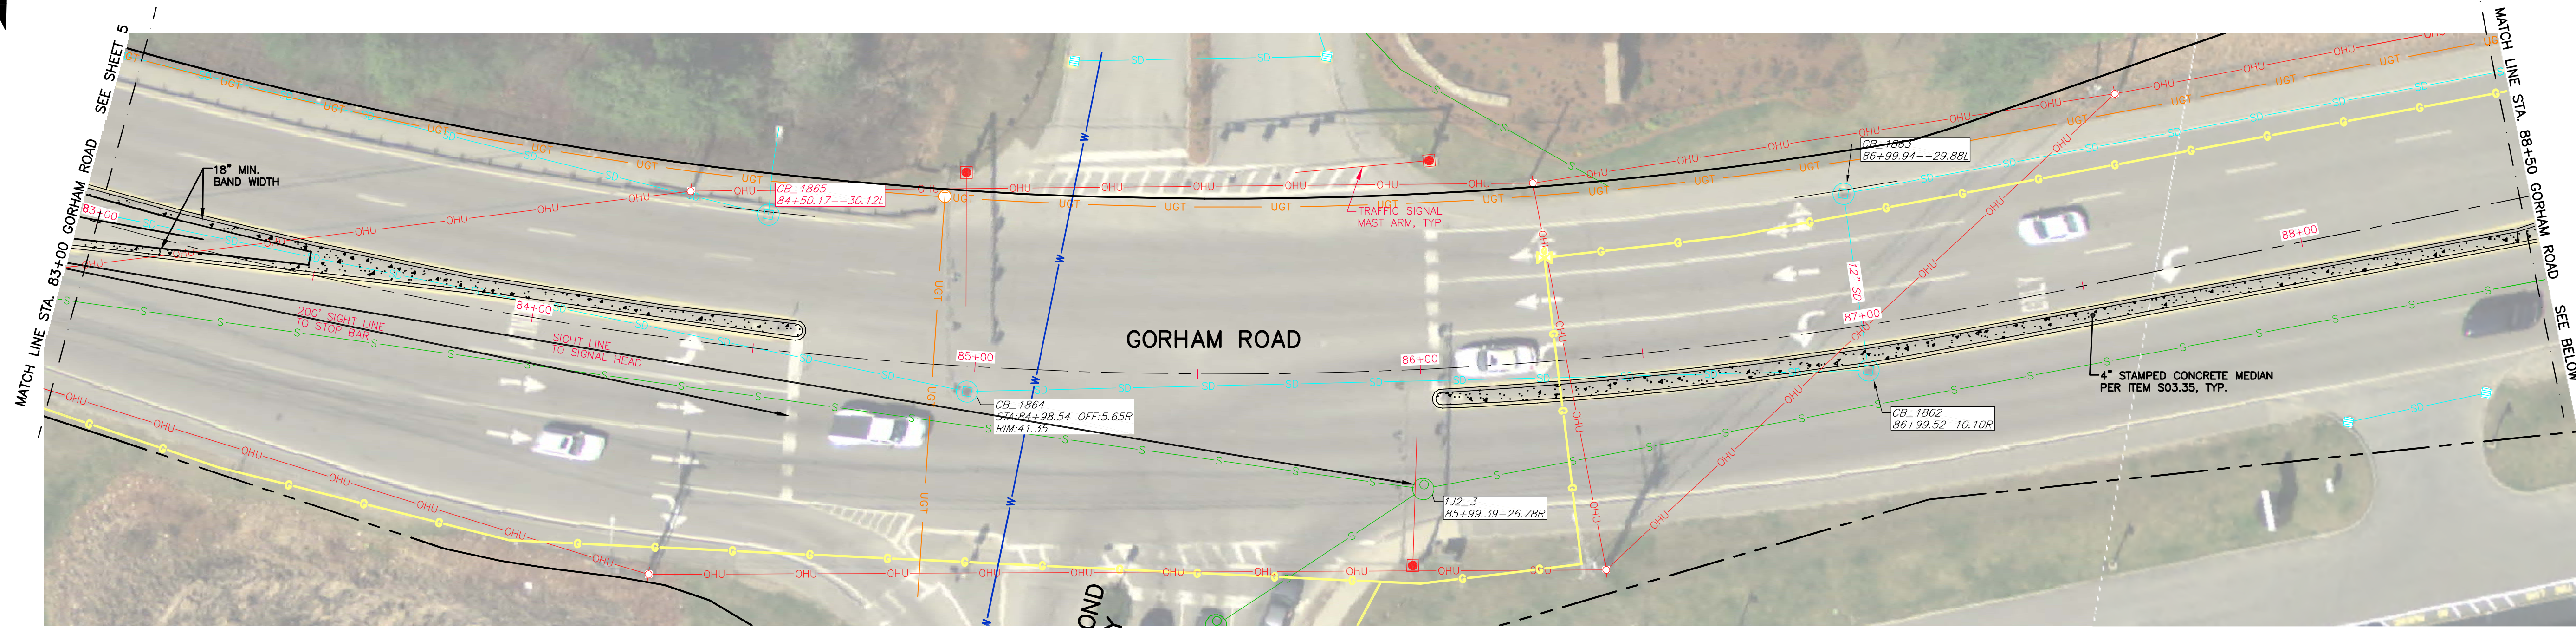 MATCH LINE STA. 83+00 GORHAM ROAD SEE SHEET 5
18" MIN.
BAND WIDTH
83+00
84+00
200' SIGHT LINE
TO STOP BAR
SIGHT LINE
TO SIGNAL HEAD
CB_1865
84+50.17--30.12L
85+00
CB_1864
STA:84+98.54 OFF:5.65R
RIM:41.35
GORHAM ROAD
TRAFFIC SIGNAL
MAST ARM, TYP.
86+00
1J2_3
85+99.39-26.78R
CB_1863
86+99.94--29.88L
12" SD
87+00
CB_1862
86+99.52-10.10R
88+00
4" STAMPED CONCRETE MEDIAN
PER ITEM S03.35, TYP.
MATCH LINE STA. 88+50 GORHAM ROAD SEE BELOW
OND
Y
UGT
SD
OHU
S
G
W